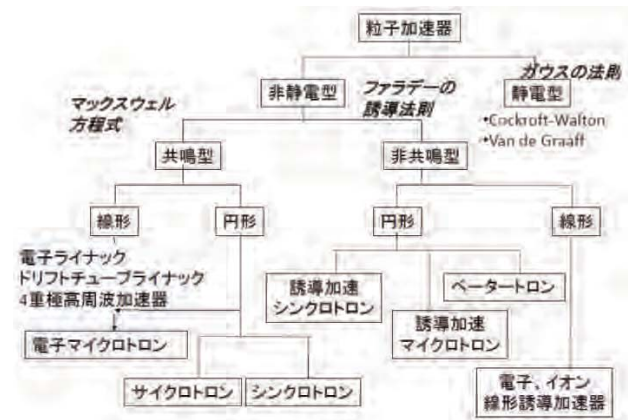 粒子加速器
ガウスの法則
非静電型
ファラデーの
誘導法則
静電型
マックスウェル
方程式
•Cockroft-Walton
•Van de Graaff
共鳴型
非共鳴型
線形
円形
円形
線形
電子ライナック
ドリフトチューブライナック
4重極高周波加速器
誘導加速
シンクロトロン
ベータートロン
電子マイクロトロン
誘導加速
マイクロトロン
サイクロトロン
シンクロトロン
電子、イオン
線形誘導加速器